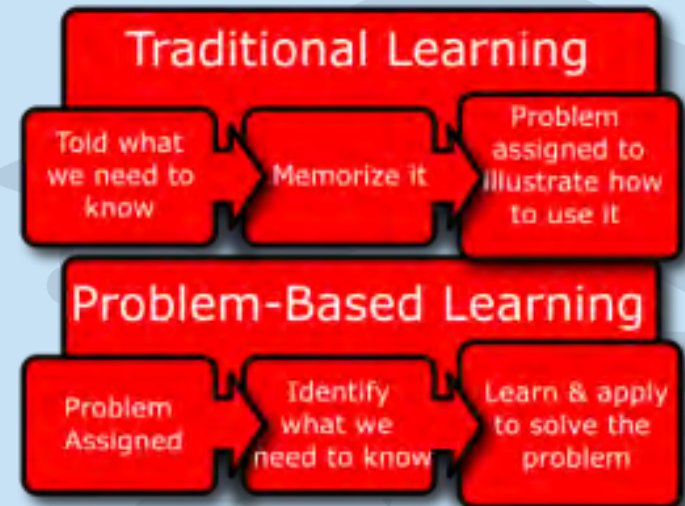 Traditional Learning
Told what
we need to
know
Memorize it
Problem
assigned to
illustrate how
to use it
Problem-Based Learning
Problem
Assigned
Identify
what we
need to know
Learn & apply
to solve the
problem